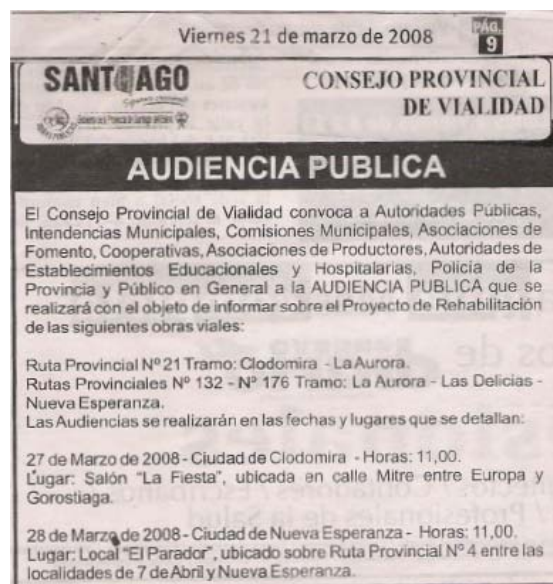 Viernes 21 de marzo de 2008
PÁG.
9
SANTIAGO
CONSEJO PROVINCIAL
DE VIALIDAD
AUDIENCIA PUBLICA
El Consejo Provincial de Vialidad convoca a Autoridades Públicas,
Intendencias Municipales, Comisiones Municipales, Asociaciones de
Fomento, Cooperativas, Asociaciones de Productores, Autoridades de
Establecimientos Educacionales y Hospitalarias, Policía de la
Provincia y Público en General a la AUDIENCIA PUBLICA que se
realizará con el objeto de informar sobre el Proyecto de Rehabilitación
de las siguientes obras viales:
Ruta Provincial Nº 21 Tramo: Clodomira - La Aurora.
Rutas Provinciales Nº 132 - Nº 176 Tramo: La Aurora - Las Delicias -
Nueva Esperanza.
Las Audiencias se realizarán en las fechas y lugares que se detallan:
27 de Marzo de 2008 - Ciudad de Clodomira - Horas: 11,00.
Lugar: Salón "La Fiesta", ubicada en calle Mitre entre Europa y
Gorostiaga.
28 de Marzo de 2008 - Ciudad de Nueva Esperanza - Horas: 11,00.
Lugar: Local "El Parador", ubicado sobre Ruta Provincial Nº 4 entre las
localidades de 7 de Abril y Nueva Esperanza.